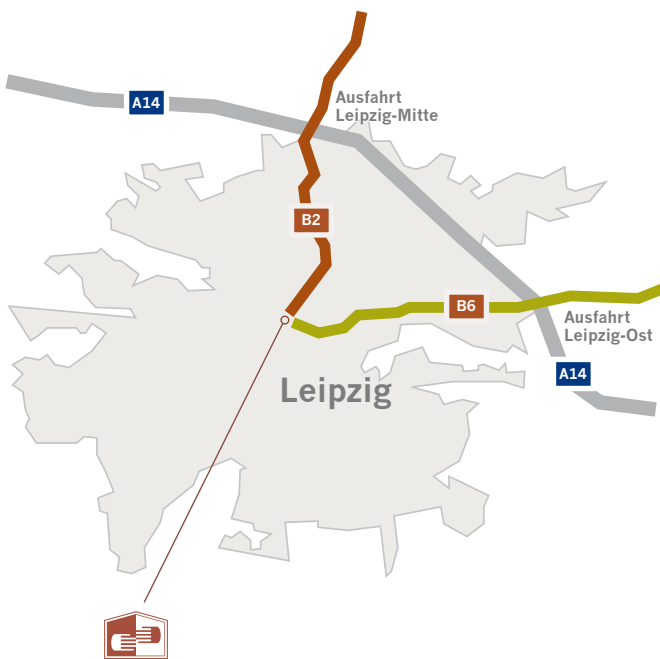 A14
Ausfahrt
Leipzig-Mitte
B2
B6
Ausfahrt
Leipzig-Ost
A14
Leipzig